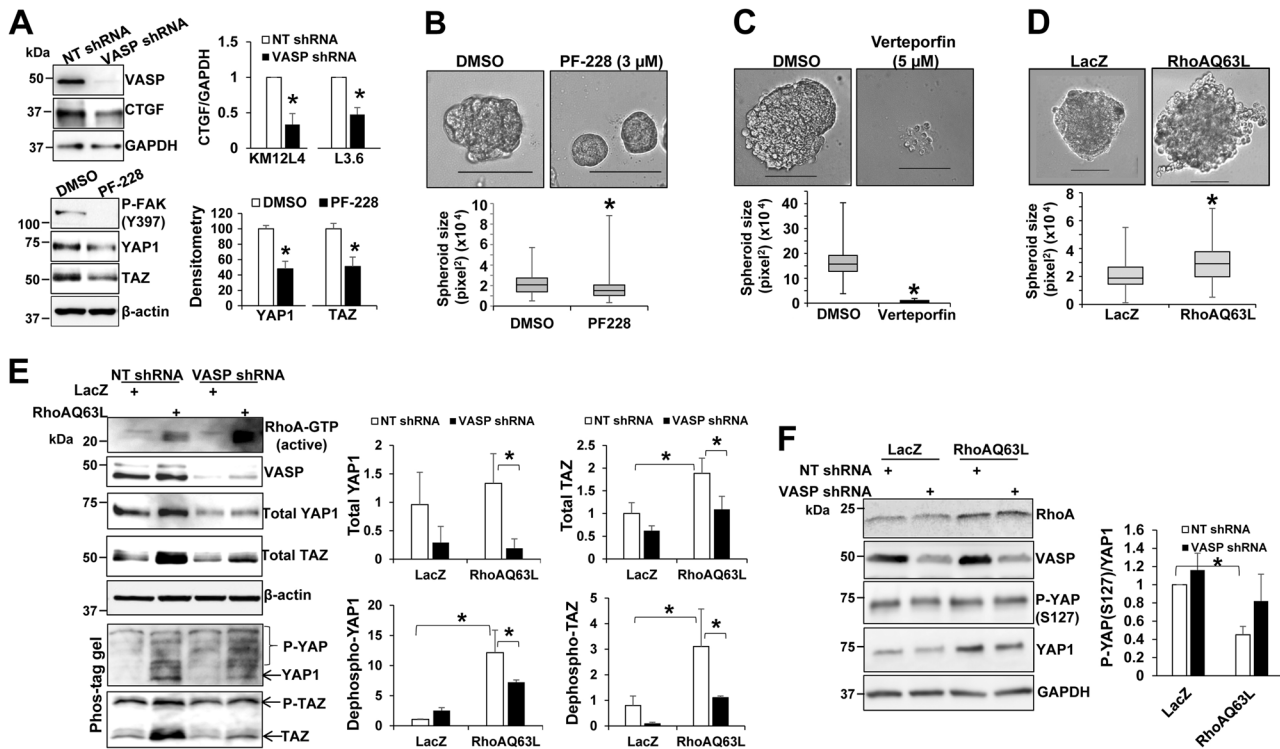 A
kDa
NT shRNA
VASP shRNA
50
VASP
37
CTGF
37
GAPDH
DMSO
PF-228
P-FAK
(Y397)
100
75
YAP1
50
TAZ
37
β-actin
NT shRNA
VASP shRNA
CTGF/GAPDH
1.5
1
0.5
0
*
*
KM12L4
L3.6
DMSO
PF-228
Densitometry
120
100
80
60
40
20
0
*
*
YAP1
TAZ
B
DMSO
PF-228 (3 µM)
Spheroid size
(pixel²) (x10⁴)
10
8
6
4
2
0
*
DMSO
PF228
C
Verteporfin
DMSO
(5 µM)
Spheroid size
(pixel²) (x10⁴)
50
40
30
20
10
0
*
DMSO
Verteporfin
D
LacZ
RhoAQ63L
Spheroid size
(pixel²) (x10⁴)
8
6
4
2
0
*
LacZ
RhoAQ63L
E
NT shRNA
VASP shRNA
LacZ
+
+
RhoAQ63L
+
+
kDa
20
RhoA-GTP
(active)
50
VASP
75
Total YAP1
50
Total TAZ
β-actin
37
Phos-tag gel
P-YAP
YAP1
P-TAZ
TAZ
NT shRNA
VASP shRNA
Total YAP1
2
1.5
1
0.5
0
*
LacZ
RhoAQ63L
NT shRNA
VASP shRNA
Total TAZ
2.5
2
1.5
1
0.5
0
*
*
LacZ
RhoAQ63L
Dephospho-YAP1
20
15
10
5
0
*
*
LacZ
RhoAQ63L
Dephospho-TAZ
5
4
3
2
1
0
*
*
LacZ
RhoAQ63L
F
LacZ
RhoAQ63L
NT shRNA
+
+
VASP shRNA
+
+
kDa
25
RhoA
50
VASP
75
P-YAP
(S127)
75
YAP1
37
GAPDH
NT shRNA
VASP shRNA
P-YAP(S127)/YAP1
1.6
1.4
1.2
1
0.8
0.6
0.4
0.2
0
*
LacZ
RhoAQ63L